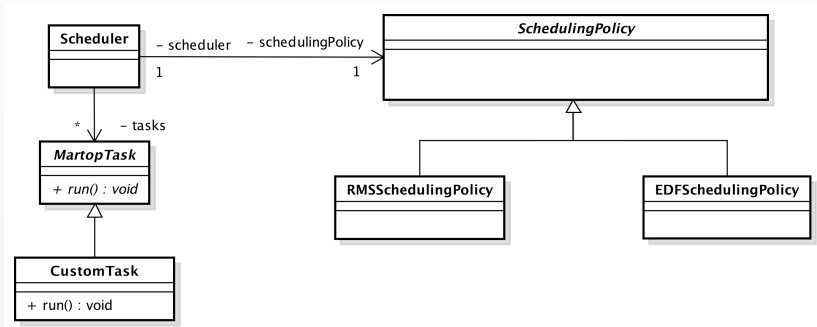 Scheduler
- scheduler
- schedulingPolicy
1
1
SchedulingPolicy
*
- tasks
MartopTask
+ run() : void
RMSSchedulingPolicy
EDFSchedulingPolicy
CustomTask
+ run() : void